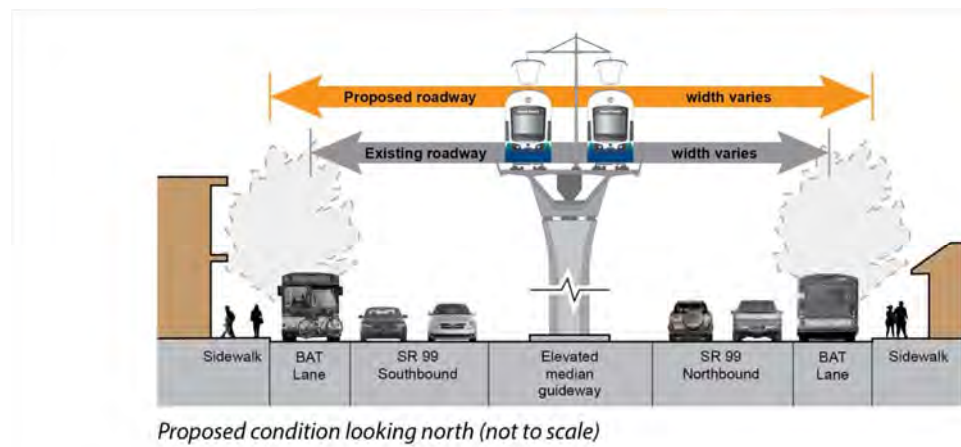 Proposed roadway width varies
Existing roadway width varies
Sidewalk
BAT
Lane
SR 99
Southbound
Elevated
median
guideway
SR 99
Northbound
BAT
Lane
Sidewalk
Proposed condition looking north (not to scale)